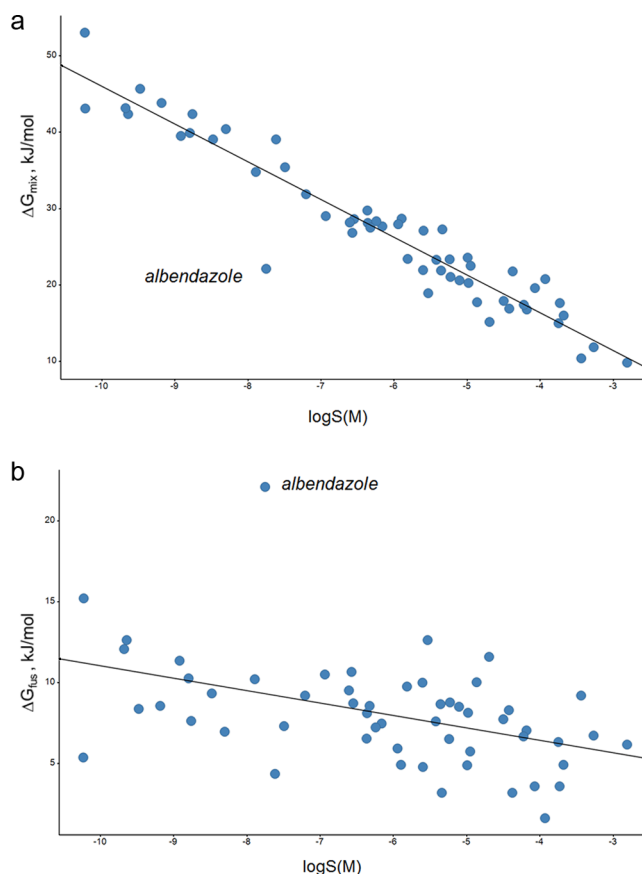 a
50
40
30
20
10
ΔGmix, kJ/mol
albendazole
-10 -9 -8 -7 -6 -5 -4 -3
logS(M)
b
albendazole
20
15
10
5
ΔGfus, kJ/mol
-10 -9 -8 -7 -6 -5 -4 -3
logS(M)